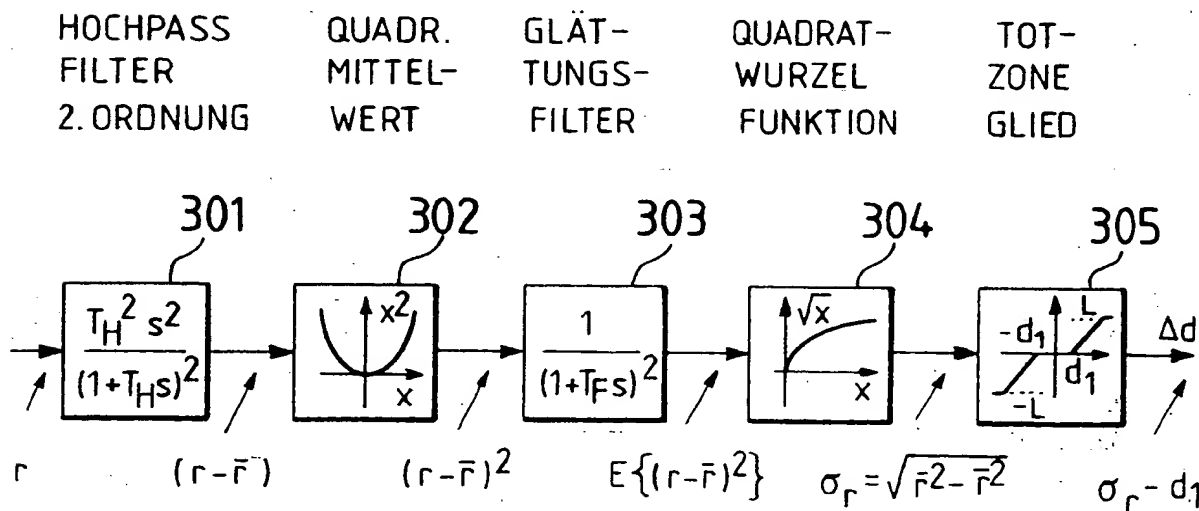 HOCHPASS FILTER 2. ORDNUNG
QUADR. MITTEL- WERT
GLÄT- TUNGS- FILTER
QUADRAT- WURZEL FUNKTION
TOT- ZONE GLIED
301
302
303
304
305
T_H² s²
(1+T_Hs)²
x²
x
1
(1+T_Fs)²
√x
x
-d₁
L
d₁
-L
Δd
r
(r-r̄)
(r-r̄)²
E{(r-r̄)²}
σ_r = √(r̄²-r̄²)
σ_r-d₁